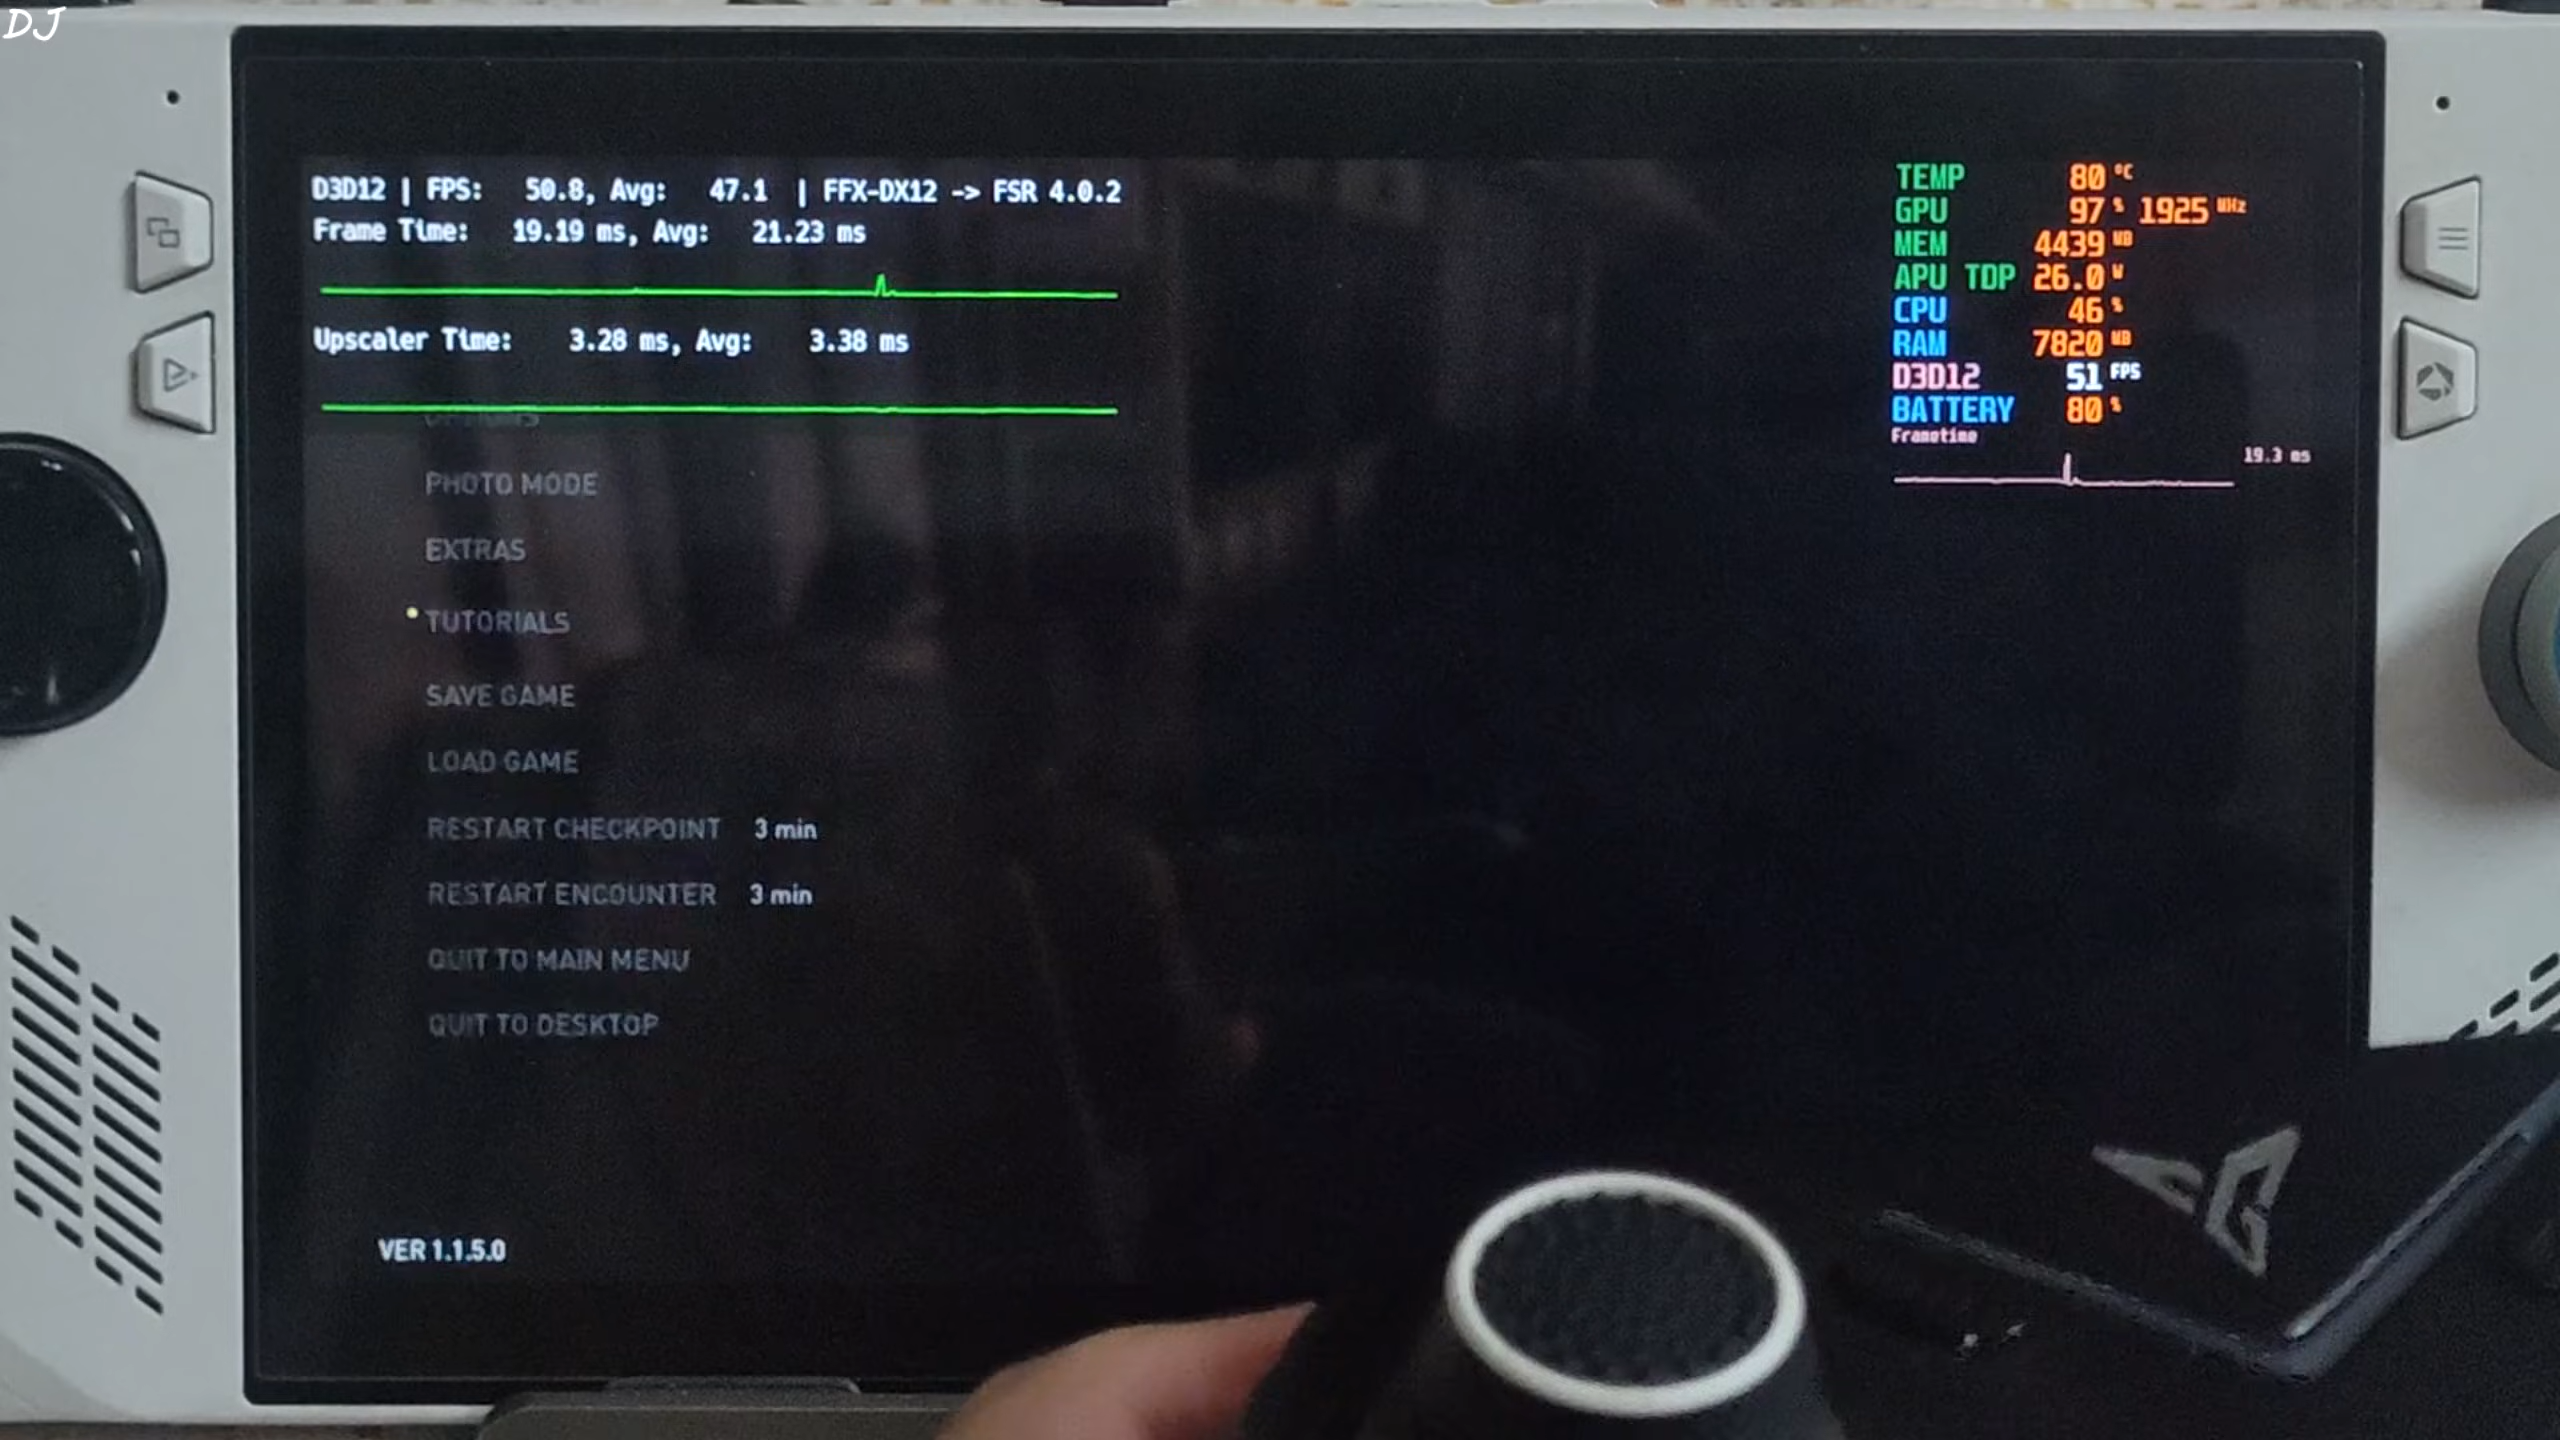 DJ
D3D12 | FPS: 50.8, Avg: 47.1 | FFX-DX12 -> FSR 4.0.2
Frame Time: 19.19 ms, Avg: 21.23 ms
Upscaler Time: 3.28 ms, Avg: 3.38 ms
OPTIONS
PHOTO MODE
EXTRAS
TUTORIALS
SAVE GAME
LOAD GAME
RESTART CHECKPOINT 3 min
RESTART ENCOUNTER 3 min
QUIT TO MAIN MENU
QUIT TO DESKTOP
VER 1.1.5.0
TEMP 80 °C
GPU 97 % 1925 MHz
MEM 4439 MB
APU TDP 26.0 W
CPU 46 %
RAM 7820 MB
D3D12 51 FPS
BATTERY 80 %
Frametime
19.3 ms